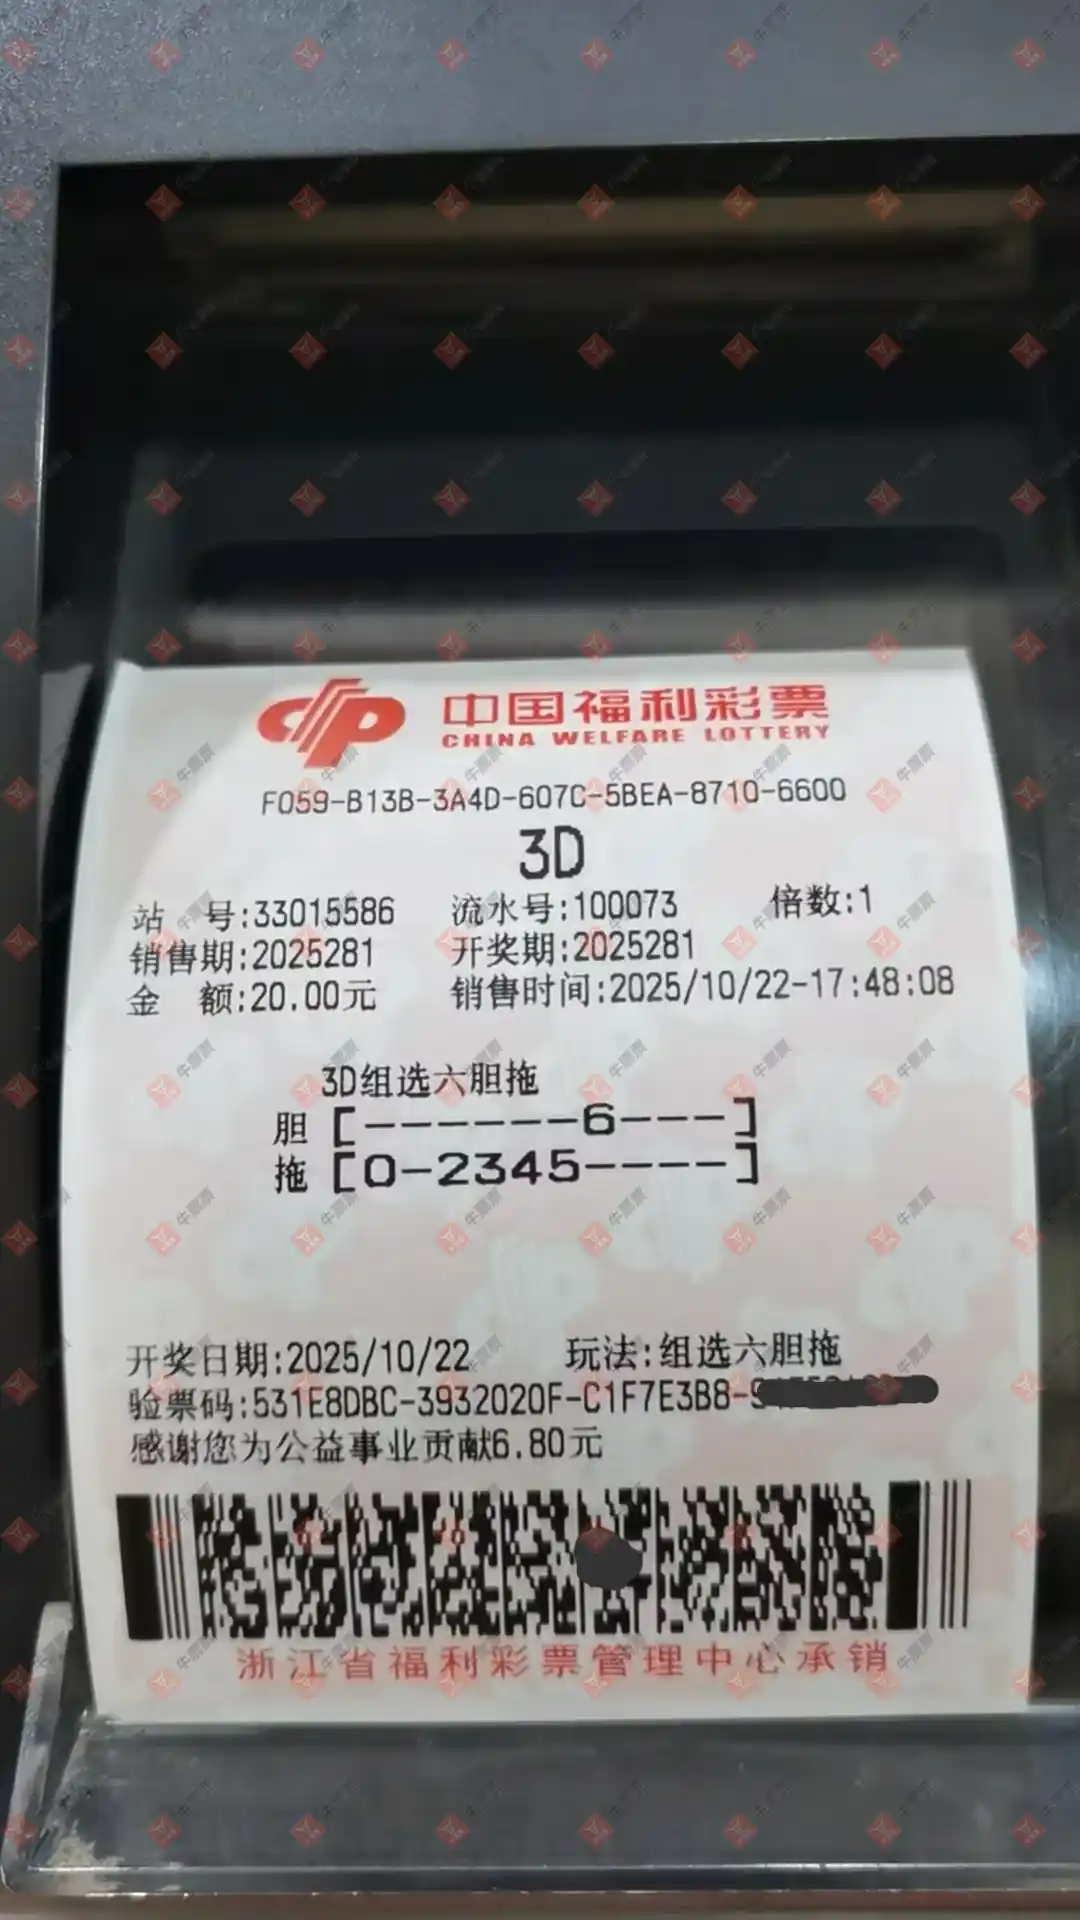 中国福利彩票
CHINA WELFARE LOTTERY
F059-B13B-3A4D-607C-5BEA-8710-6600
3D
站 号:33015586 流水号:100073 倍数:1
销售期:2025281 开奖期:2025281
金 额:20.00元 销售时间:2025/10/22-17:48:08
3D组选六胆拖
胆 [------6---]
拖 [0-2345----]
开奖日期:2025/10/22 玩法:组选六胆拖
验票码:531E8DBC-3932020F-C1F7E3B8-
感谢您为公益事业贡献6.80元
浙江省福利彩票管理中心承销
牛票票